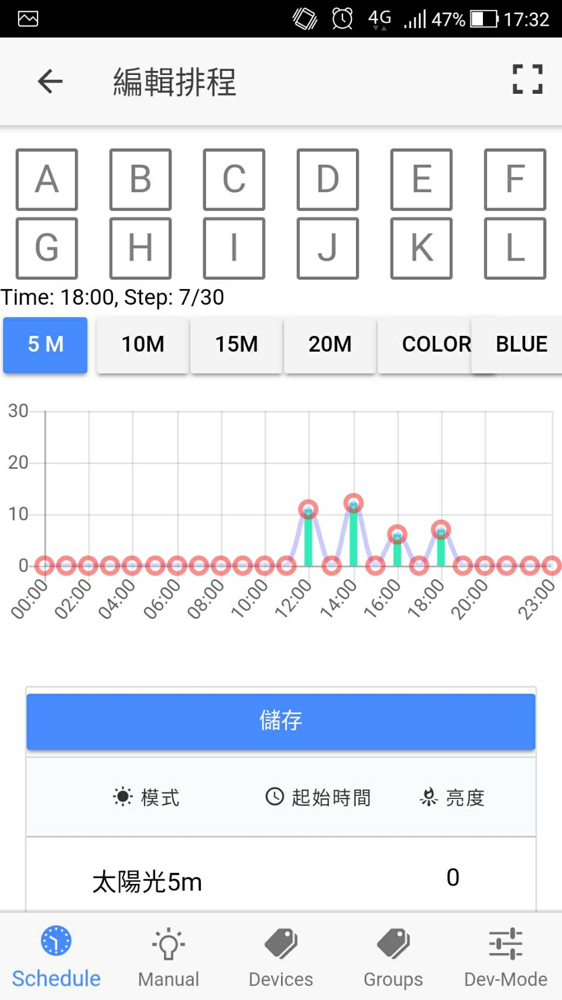 4G 47% 17:32
編輯排程
A B C D E F
G H I J K L
Time: 18:00, Step: 7/30
5 M 10M 15M 20M COLOR BLUE
30
20
10
0
00:00 02:00 04:00 06:00 08:00 10:00 12:00 14:00 16:00 18:00 20:00 23:00
儲存
模式 起始時間 亮度
太陽光5m 0
Schedule Manual Devices Groups Dev-Mode